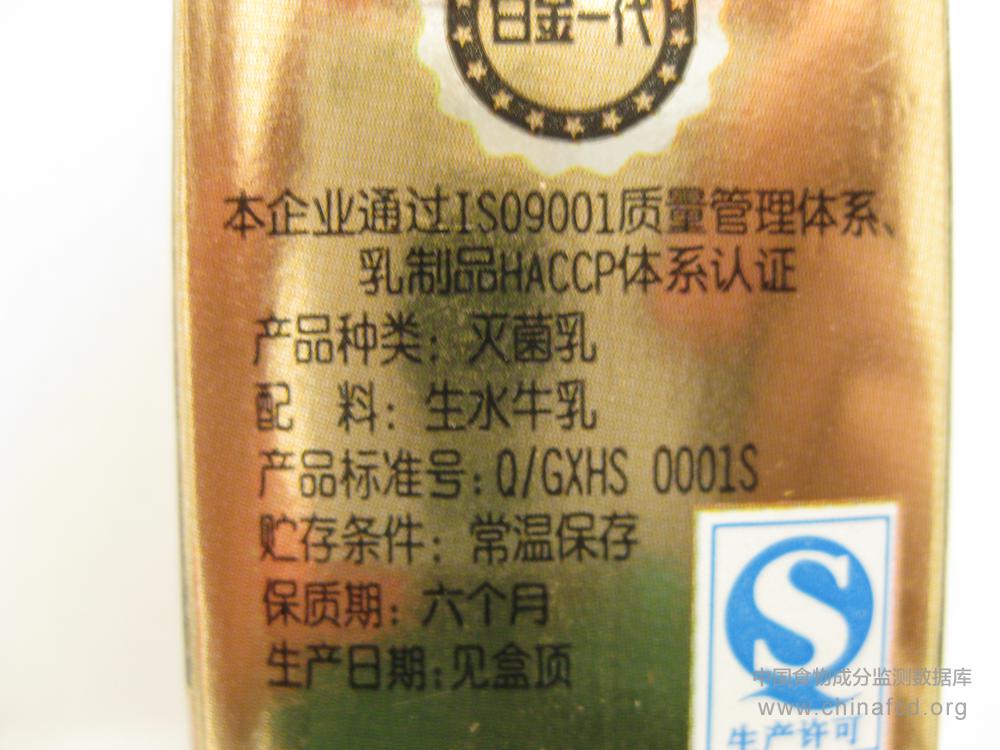 白金一代
本企业通过ISO9001质量管理体系、
乳制品HACCP体系认证
产品种类：灭菌乳
配 料：生水牛乳
产品标准号：Q/GXHS 0001S
贮存条件：常温保存
保质期：六个月
生产日期：见盒顶
S
生产许可
中国食物成分监测数据库
www.chinafcd.org